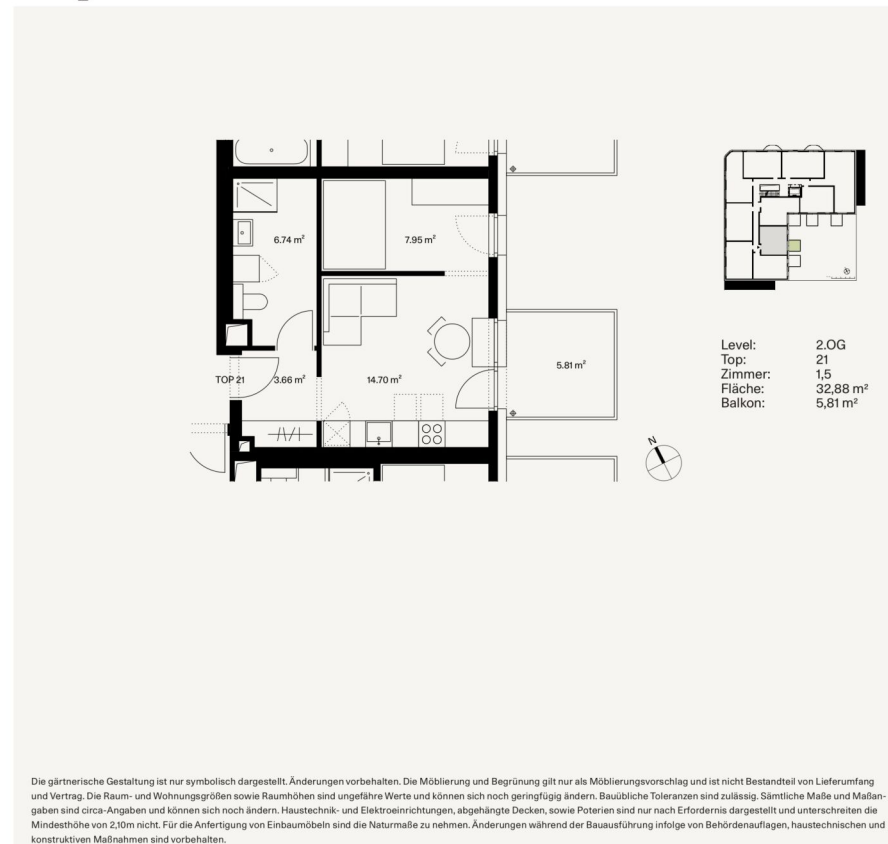 6.74 m²
7.95 m²
TOP 21
3.66 m²
14.70 m²
5.81 m²
N
Level: 2.OG
Top: 21
Zimmer: 1,5
Fläche: 32,88 m²
Balkon: 5,81 m²
Die gärtnerische Gestaltung ist nur symbolisch dargestellt. Änderungen vorbehalten. Die Möblierung und Begrünung gilt nur als Möblierungsvorschlag und ist nicht Bestandteil von Lieferumfang
und Vertrag. Die Raum- und Wohnungsgrößen sowie Raumhöhen sind ungefähre Werte und können sich noch geringfügig ändern. Bauübliche Toleranzen sind zulässig. Sämtliche Maße und Maßan-
gaben sind circa-Angaben und können sich noch ändern. Haustechnik- und Elektroeinrichtungen, abgehängte Decken, sowie Poterien sind nur nach Erfordernis dargestellt und unterschreiten die
Mindesthöhe von 2,10m nicht. Für die Anfertigung von Einbaumöbeln sind die Naturmaße zu nehmen. Änderungen während der Bauausführung infolge von Behördenauflagen, haustechnischen und
konstruktiven Maßnahmen sind vorbehalten.